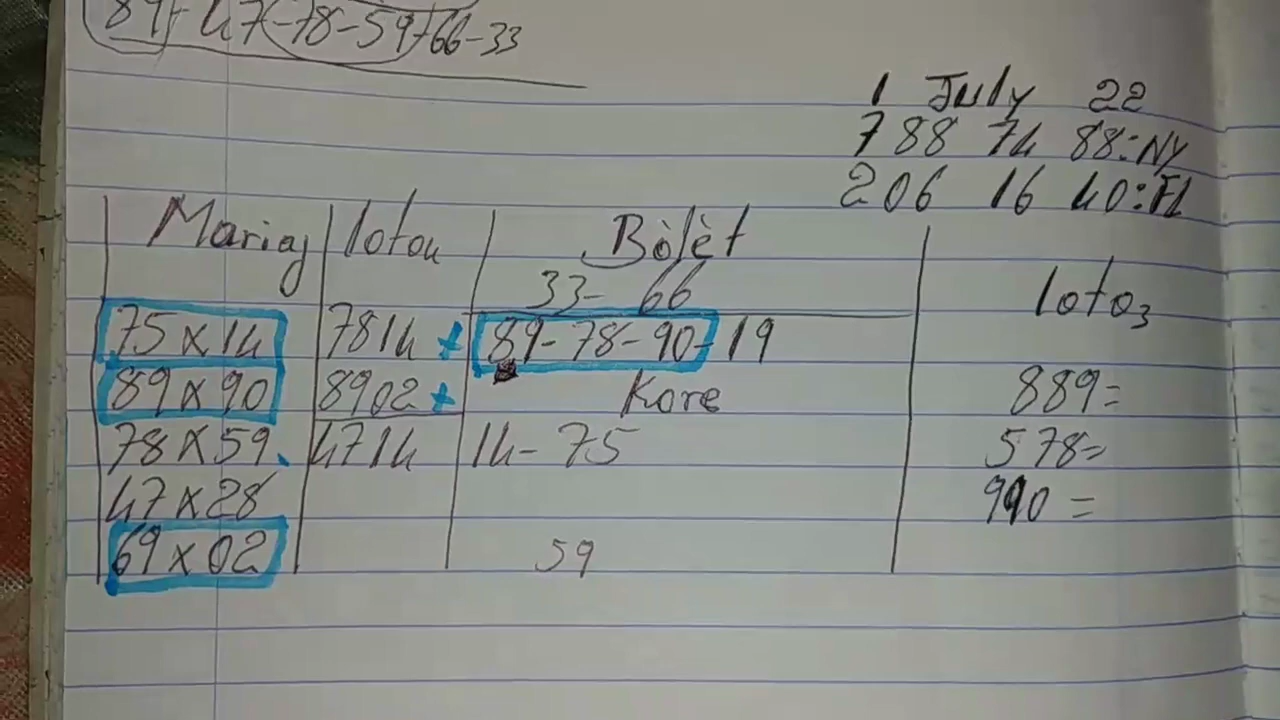 89+47-78-59+66-33
1 July 22
788 74 88:NY
206 16 40:FL
Mariaj lotou Bòlèt loto3
33- 66
75x14 7814 + 89-78-90-19
89x90 8902+ Kore 889=
78x59 4714 14-75 578=
47x28 990 =
69x02 59